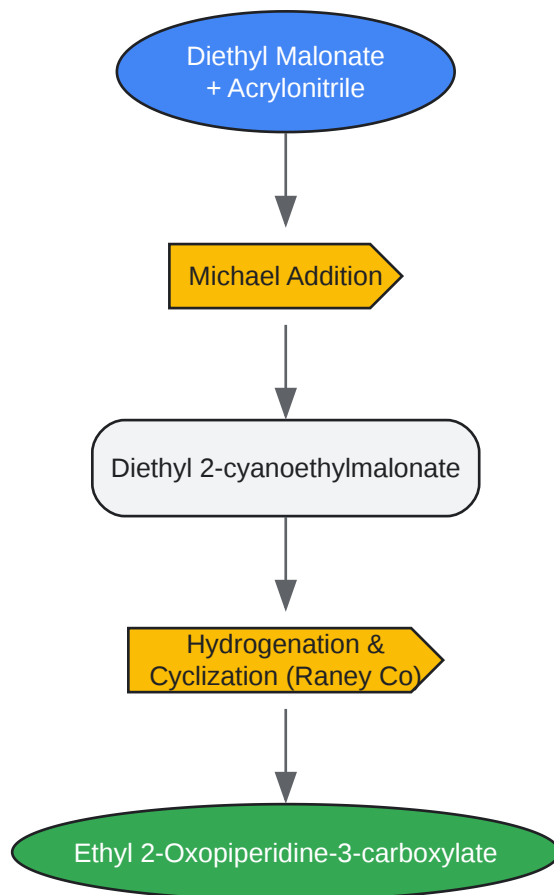 Diethyl Malonate
+ Acrylonitrile
Michael Addition
Diethyl 2-cyanoethylmalonate
Hydrogenation &
Cyclization (Raney Co)
Ethyl 2-Oxopiperidine-3-carboxylate